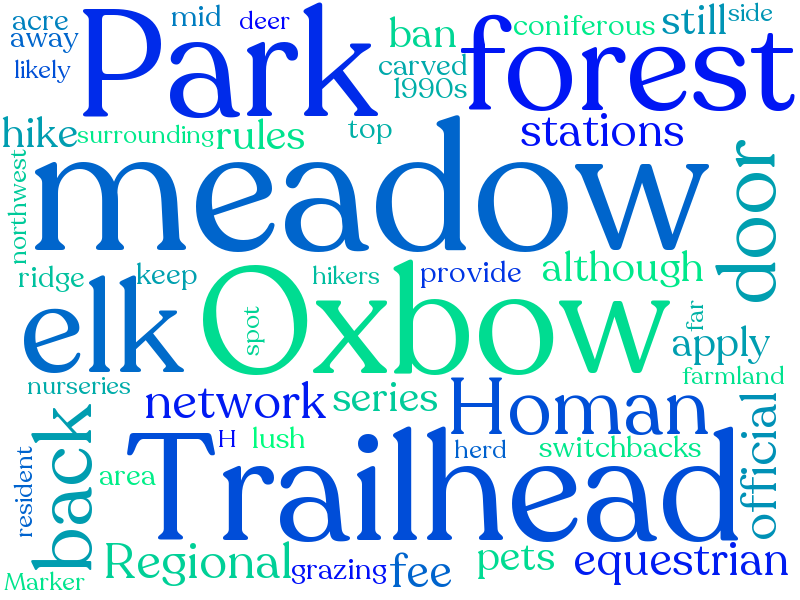 acre
away
likely
mid
deer
Park
ban
carved
1990s
coniferous
still
side
forest
hike
surrounding
rules
top
stations
northwest
meadow
door
ridge
keep
hikers
provide
although
elk
Oxbow
spot
far
apply
nurseries
farmland
network
series
Homan
back
resident
H
lush
Trailhead
herd
switchbacks
official
area
Marker
Regional
grazing
fee
pets
equestrian